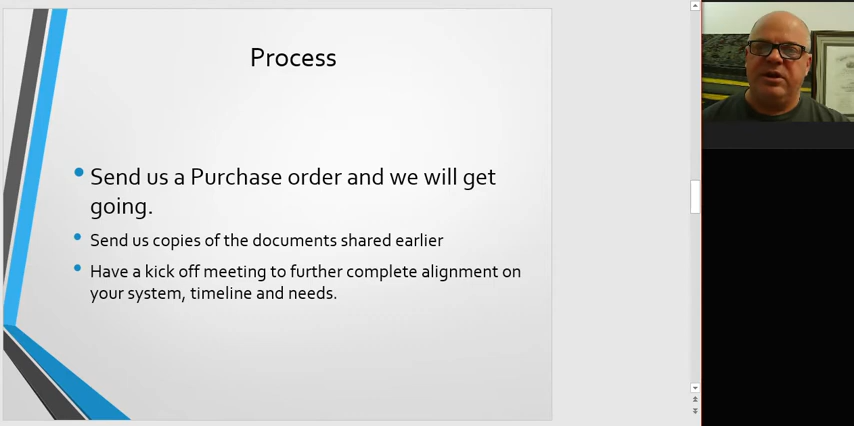 Process
Send us a Purchase order and we will get
going.
Send us copies of the documents shared earlier
Have a kick off meeting to further complete alignment on
your system, timeline and needs.